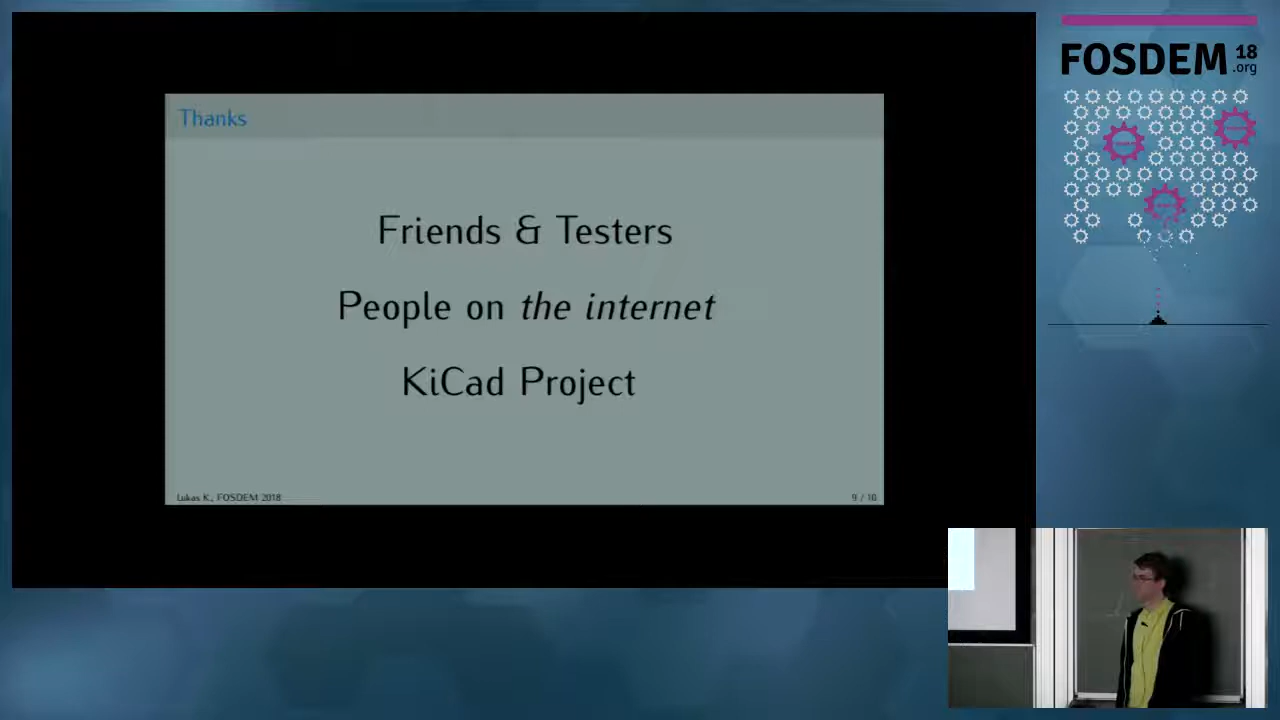 Thanks
Friends & Testers
People on the internet
KiCad Project
Lukas K., FOSDEM 2018
9 / 10
FOSDEM 18
.org